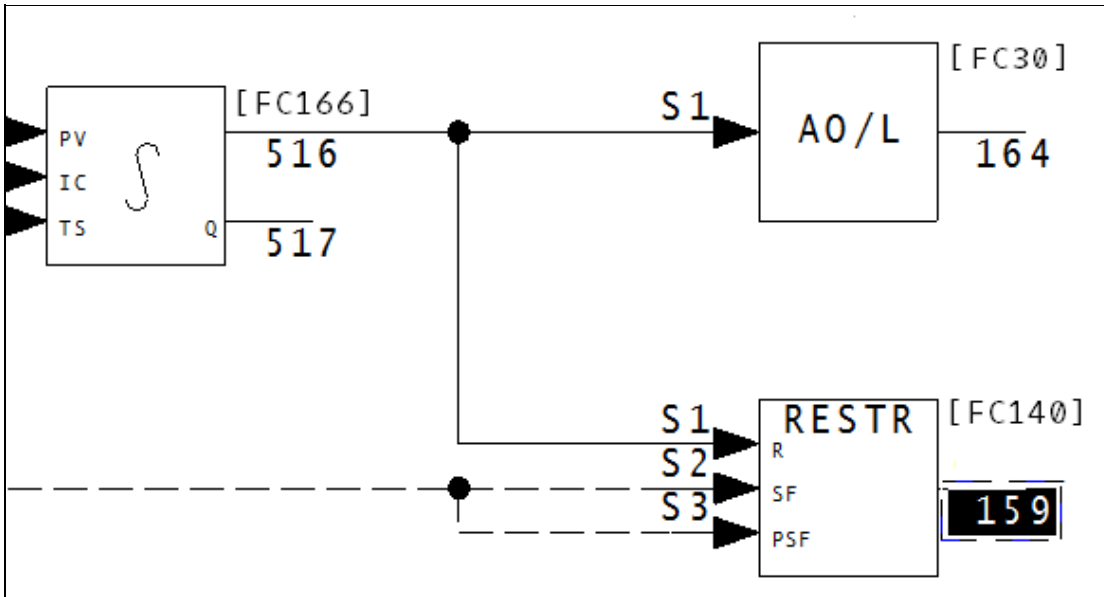 [FC30]
S1
AO/L
164
[FC166]
PV
516
IC
TS
Q
517
S1
RESTR
[FC140]
R
S2
SF
159
S3
PSF